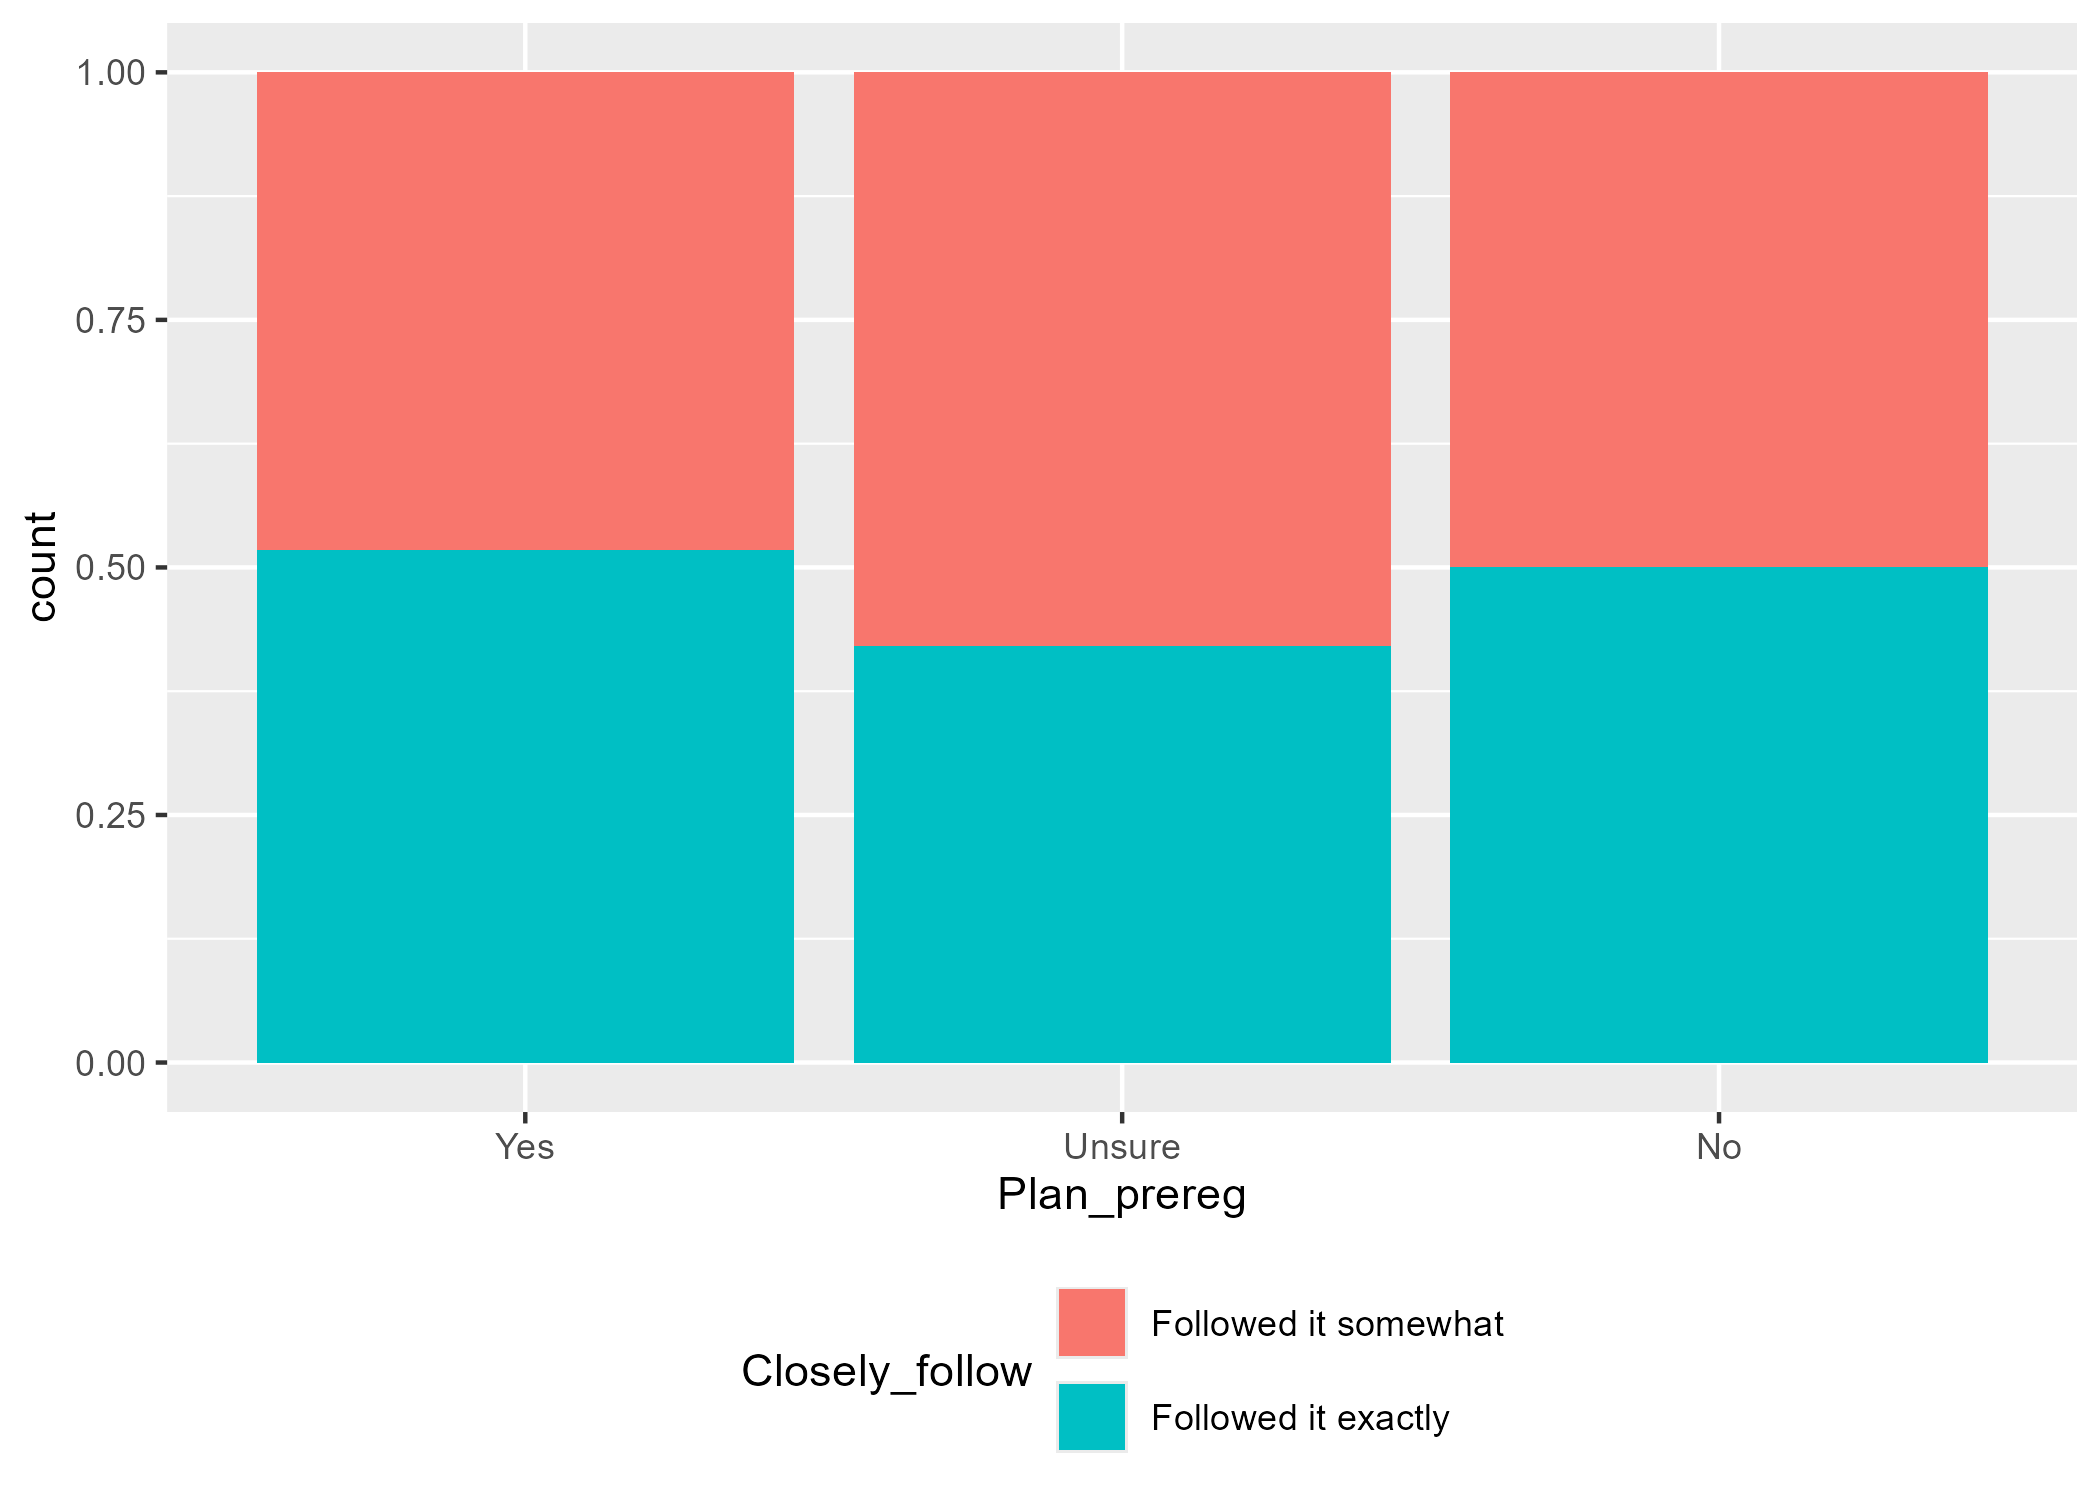 1.00
0.75
0.50
0.25
0.00
count
Yes
Unsure
No
Plan_prereg
Closely_follow
Followed it somewhat
Followed it exactly